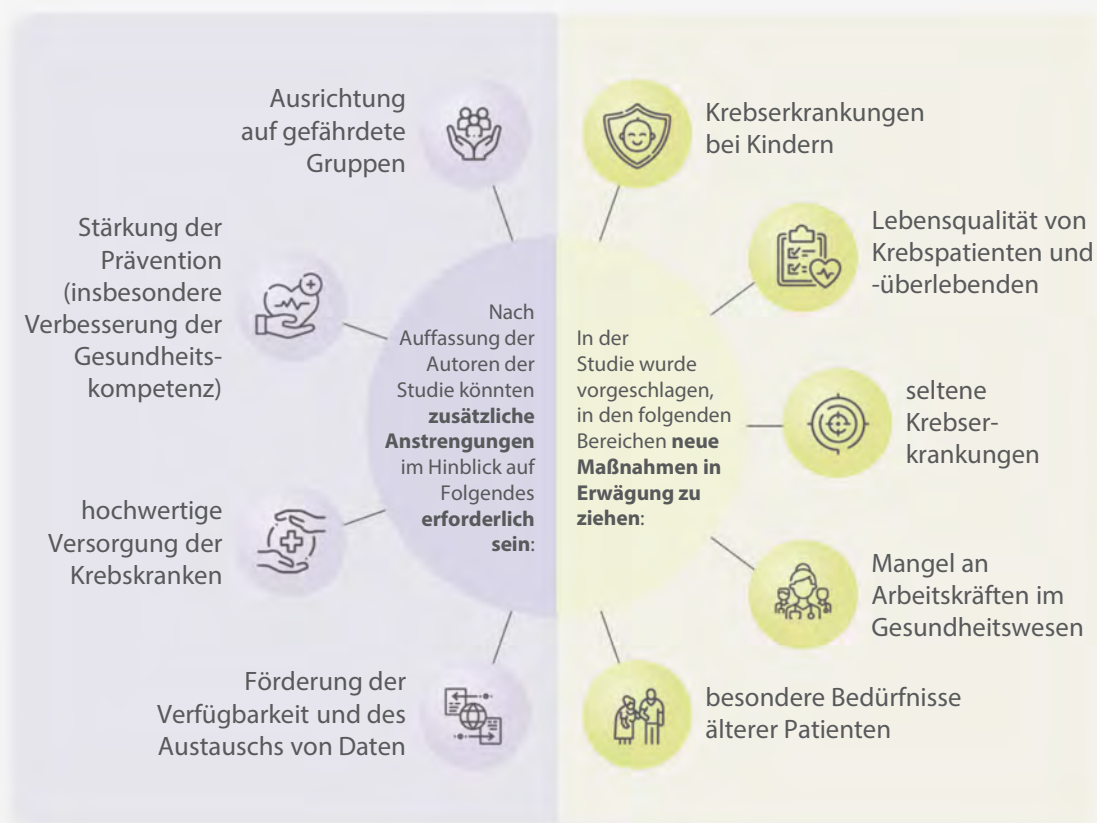 Nach
Auffassung der
Autoren der
Studie könnten
zusätzliche
Anstrengungen
im Hinblick auf
Folgendes
erforderlich
sein:
Ausrichtung
auf gefährdete
Gruppen
Stärkung der
Prävention
(insbesondere
Verbesserung der
Gesundheits-
kompetenz)
hochwertige
Versorgung der
Krebskranken
Förderung der
Verfügbarkeit und des
Austauschs von Daten
In der
Studie wurde
vorgeschlagen,
in den folgenden
Bereichen neue
Maßnahmen in
Erwägung zu
ziehen:
Krebserkrankungen
bei Kindern
Lebensqualität von
Krebspatienten und
-überlebenden
seltene
Krebser-
krankungen
Mangel an
Arbeitskräften im
Gesundheitswesen
besondere Bedürfnisse
älterer Patienten